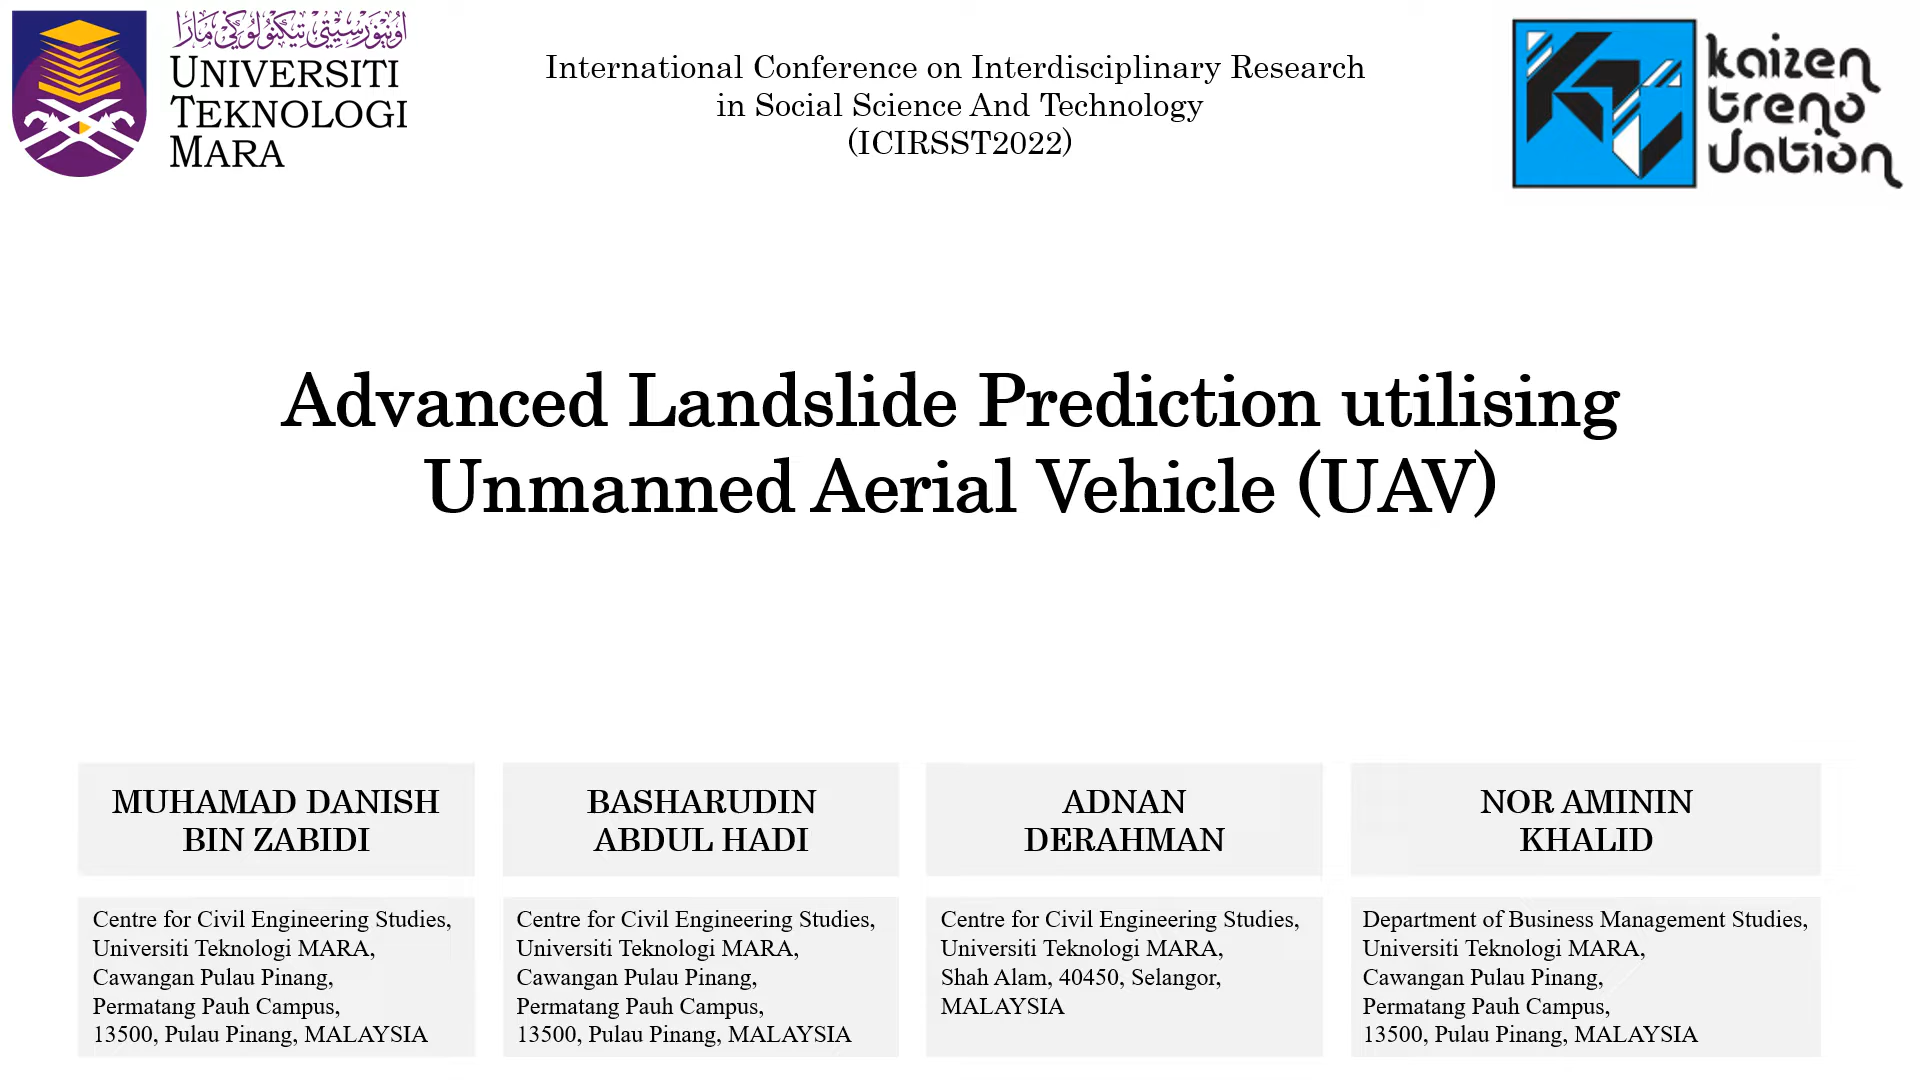 اونيۏرسيتي تيكنولوڬي مارا
UNIVERSITI
TEKNOLOGI
MARA
International Conference on Interdisciplinary Research
in Social Science And Technology
(ICIRSST2022)
kaizen
treno
vation
Advanced Landslide Prediction utilising
Unmanned Aerial Vehicle (UAV)
MUHAMAD DANISH
BIN ZABIDI
Centre for Civil Engineering Studies,
Universiti Teknologi MARA,
Cawangan Pulau Pinang,
Permatang Pauh Campus,
13500, Pulau Pinang, MALAYSIA
BASHARUDIN
ABDUL HADI
Centre for Civil Engineering Studies,
Universiti Teknologi MARA,
Cawangan Pulau Pinang,
Permatang Pauh Campus,
13500, Pulau Pinang, MALAYSIA
ADNAN
DERAHMAN
Centre for Civil Engineering Studies,
Universiti Teknologi MARA,
Shah Alam, 40450, Selangor,
MALAYSIA
NOR AMININ
KHALID
Department of Business Management Studies,
Universiti Teknologi MARA,
Cawangan Pulau Pinang,
Permatang Pauh Campus,
13500, Pulau Pinang, MALAYSIA